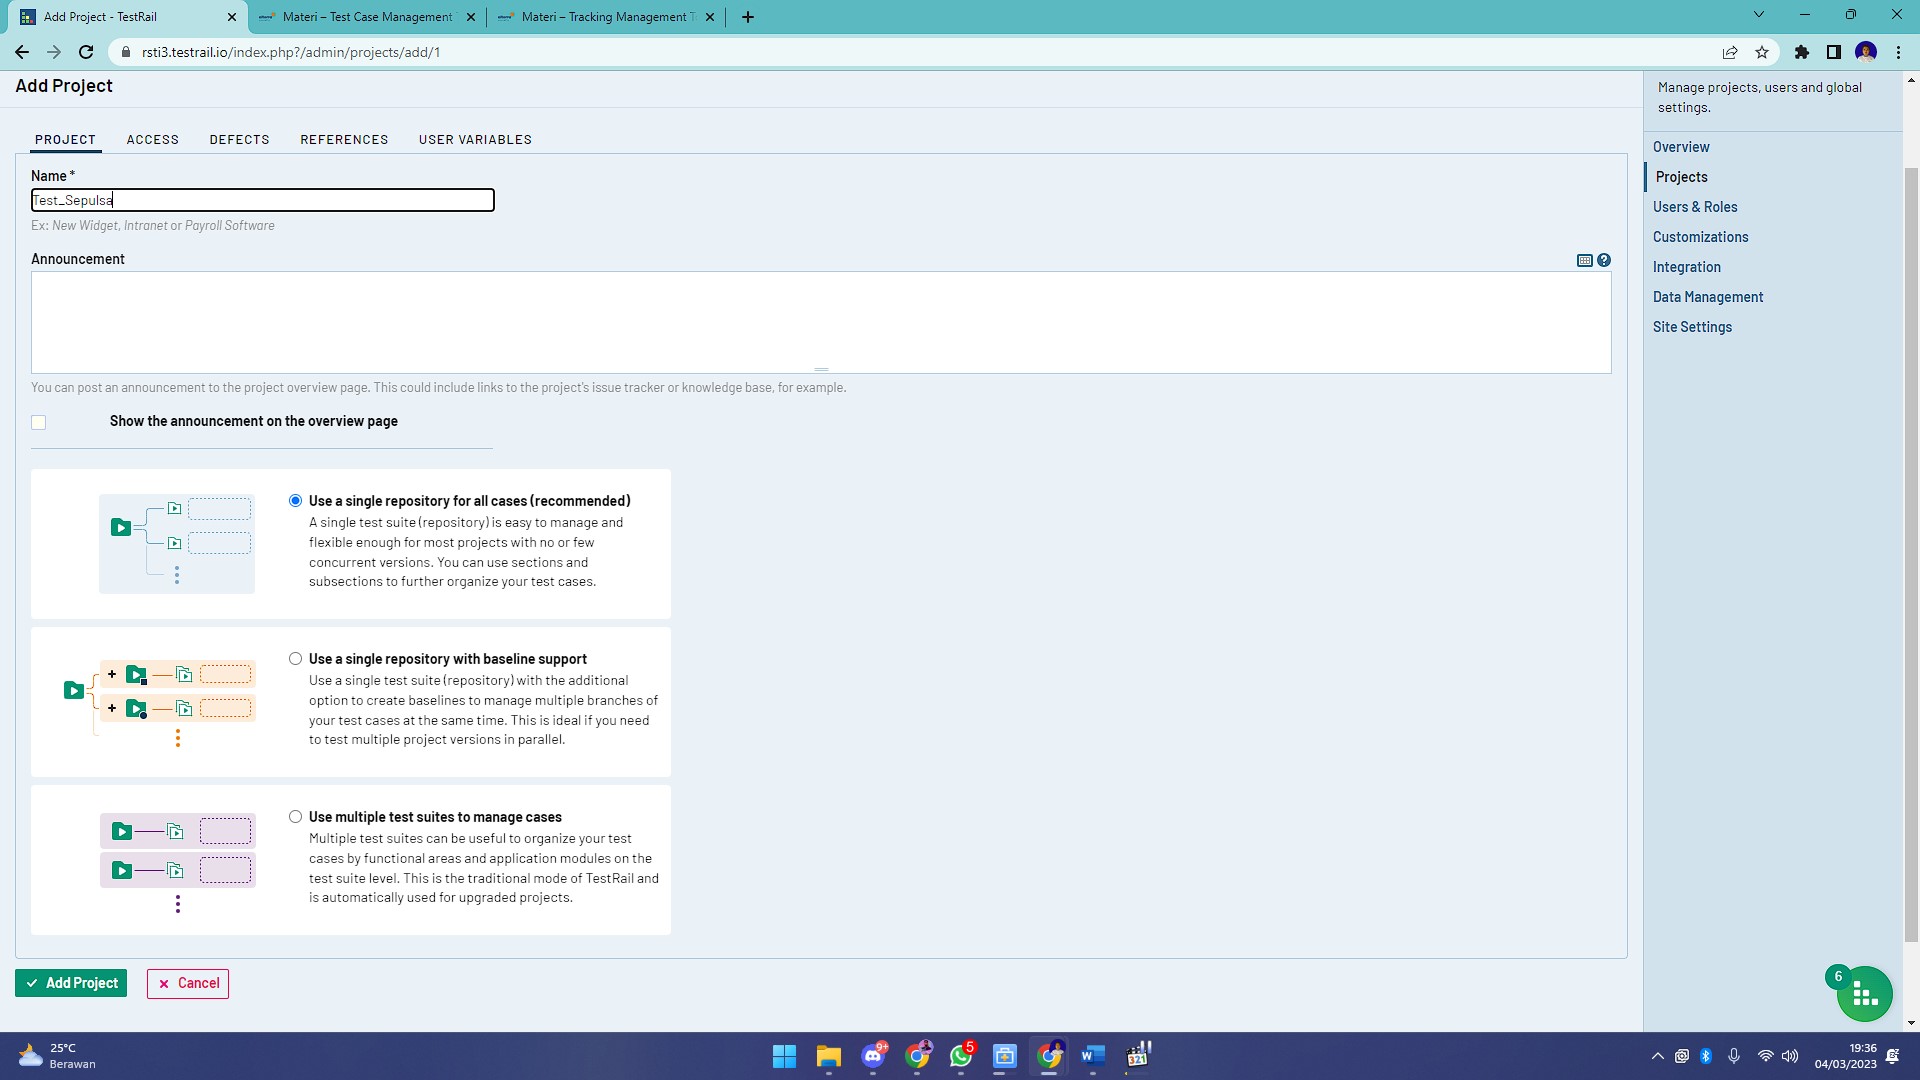 Add Project - TestRail
Materi – Test Case Management
Materi – Tracking Management T
rsti3.testrail.io/index.php?/admin/projects/add/1
Add Project
PROJECT ACCESS DEFECTS REFERENCES USER VARIABLES
Name *
Test_Sepulsa
Ex: New Widget, Intranet or Payroll Software
Announcement
You can post an announcement to the project overview page. This could include links to the project's issue tracker or knowledge base, for example.
Show the announcement on the overview page
Use a single repository for all cases (recommended)
A single test suite (repository) is easy to manage and
flexible enough for most projects with no or few
concurrent versions. You can use sections and
subsections to further organize your test cases.
Use a single repository with baseline support
Use a single test suite (repository) with the additional
option to create baselines to manage multiple branches of
your test cases at the same time. This is ideal if you need
to test multiple project versions in parallel.
Use multiple test suites to manage cases
Multiple test suites can be useful to organize your test
cases by functional areas and application modules on the
test suite level. This is the traditional mode of TestRail and
is automatically used for upgraded projects.
Add Project
Cancel
Manage projects, users and global
settings.
Overview
Projects
Users & Roles
Customizations
Integration
Data Management
Site Settings
6
25°C
Berawan
9+
5
W
321
19:36
04/03/2023